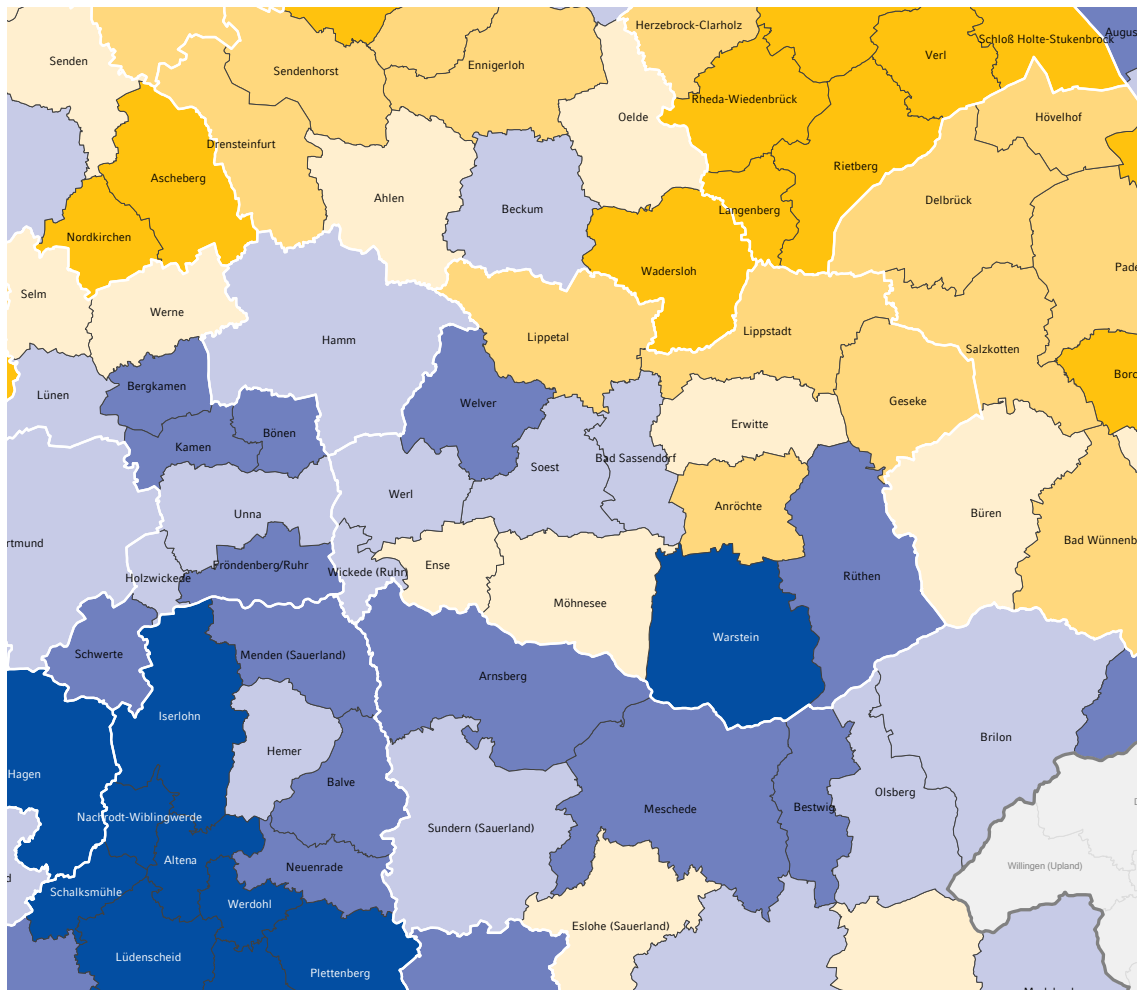 Herzebrock-Clarholz
Augus
Schloß Holte-Stukenbrock
Verl
Senden
Sendenhorst
Ennigerloh
Rheda-Wiedenbrück
Oelde
Hövelhof
Drensteinfurt
Rietberg
Ascheberg
Ahlen
Delbrück
Beckum
Langenberg
Nordkirchen
Wadersloh
Pade
Selm
Werne
Lippstadt
Lippetal
Hamm
Salzkotten
Borc
Bergkamen
Lünen
Geseke
Welver
Erwitte
Bönen
Kamen
Bad Sassendorf
Soest
Werl
Anröchte
Unna
Büren
rtmund
Bad Wünnenb
Fröndenberg/Ruhr
Ense
Wickede (Ruhr)
Holzwickede
Rüthen
Möhnesee
Warstein
Schwerte
Menden (Sauerland)
Arnsberg
Iserlohn
Brilon
Hemer
Hagen
Balve
Olsberg
Bestwig
Meschede
Nachrodt-Wiblingwerde
Sundern (Sauerland)
Altena
Willingen (Upland)
Neuenrade
Schalksmühle
Werdohl
Eslohe (Sauerland)
Lüdenscheid
Plettenberg